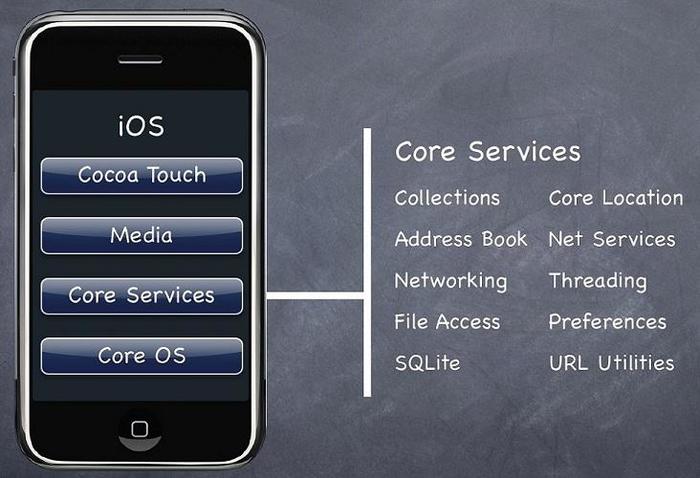 iOS
Cocoa Touch
Media
Core Services
Core OS
Core Services
Collections Core Location
Address Book Net Services
Networking Threading
File Access Preferences
SQLite URL Utilities